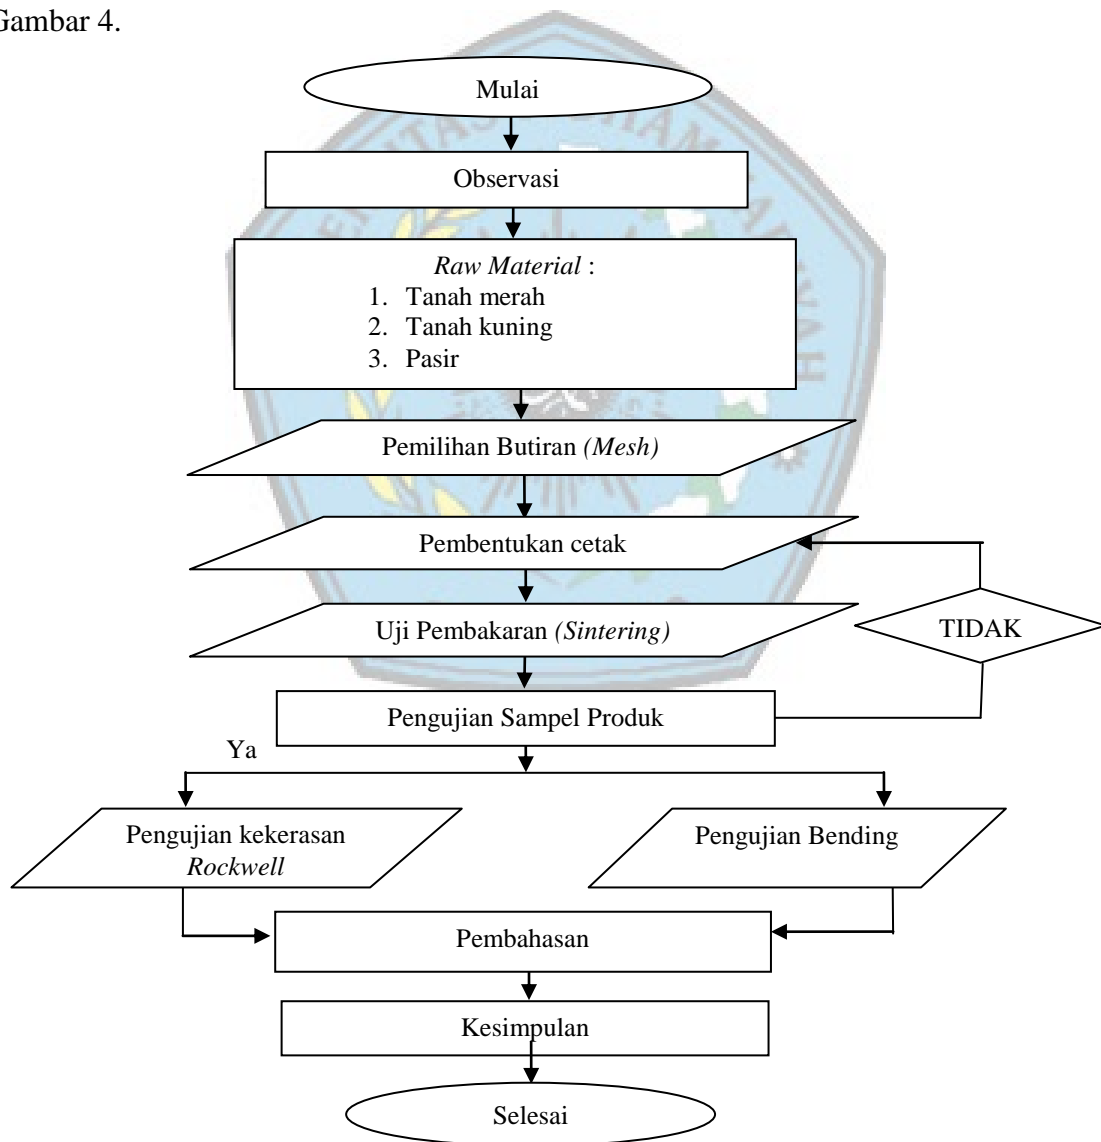 Gambar 4.
Mulai
Observasi
Raw Material :
1. Tanah merah
2. Tanah kuning
3. Pasir
Pemilihan Butiran (Mesh)
Pembentukan cetak
Uji Pembakaran (Sintering)
TIDAK
Pengujian Sampel Produk
Ya
Pengujian kekerasan
Rockwell
Pengujian Bending
Pembahasan
Kesimpulan
Selesai